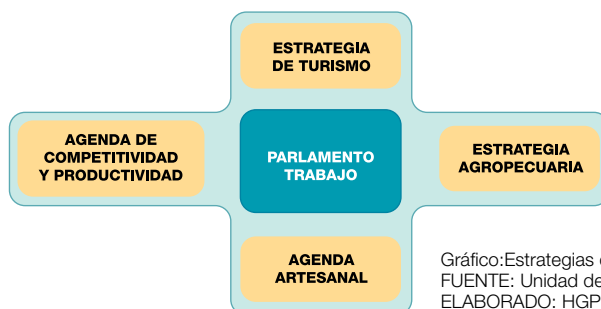 ESTRATEGIA
DE TURISMO
AGENDA DE
COMPETITIVIDAD
Y PRODUCTIVIDAD
PARLAMENTO
TRABAJO
ESTRATEGIA
AGROPECUARIA
AGENDA
ARTESANAL
Gráfico:Estrategias
FUENTE: Unidad de
ELABORADO: HGP